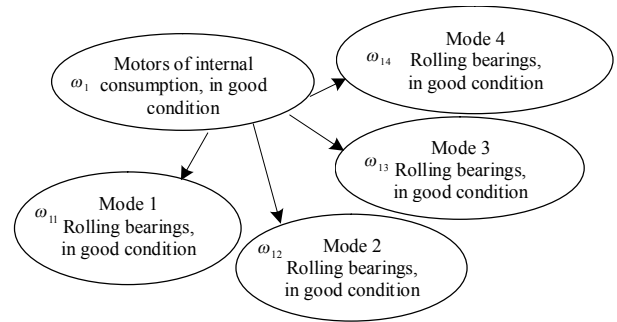 Motors of internal
ω₁ consumption, in good
condition
Mode 4
ω₁₄ Rolling bearings,
in good condition
Mode 3
ω₁₃ Rolling bearings,
in good condition
Mode 1
ω₁₁ Rolling bearings,
in good condition
Mode 2
ω₁₂ Rolling bearings,
in good condition